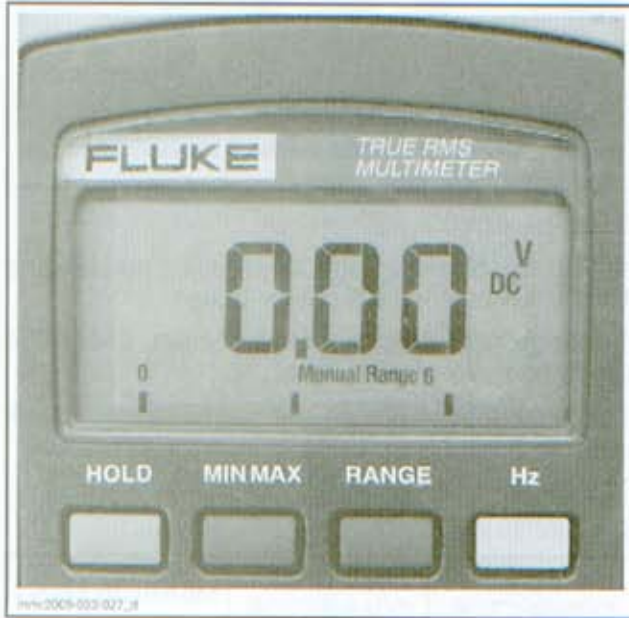 FLUKE
TRUE RMS
MULTIMETER
0.00
V
DC
0
Manual Range 6
HOLD MIN MAX RANGE Hz